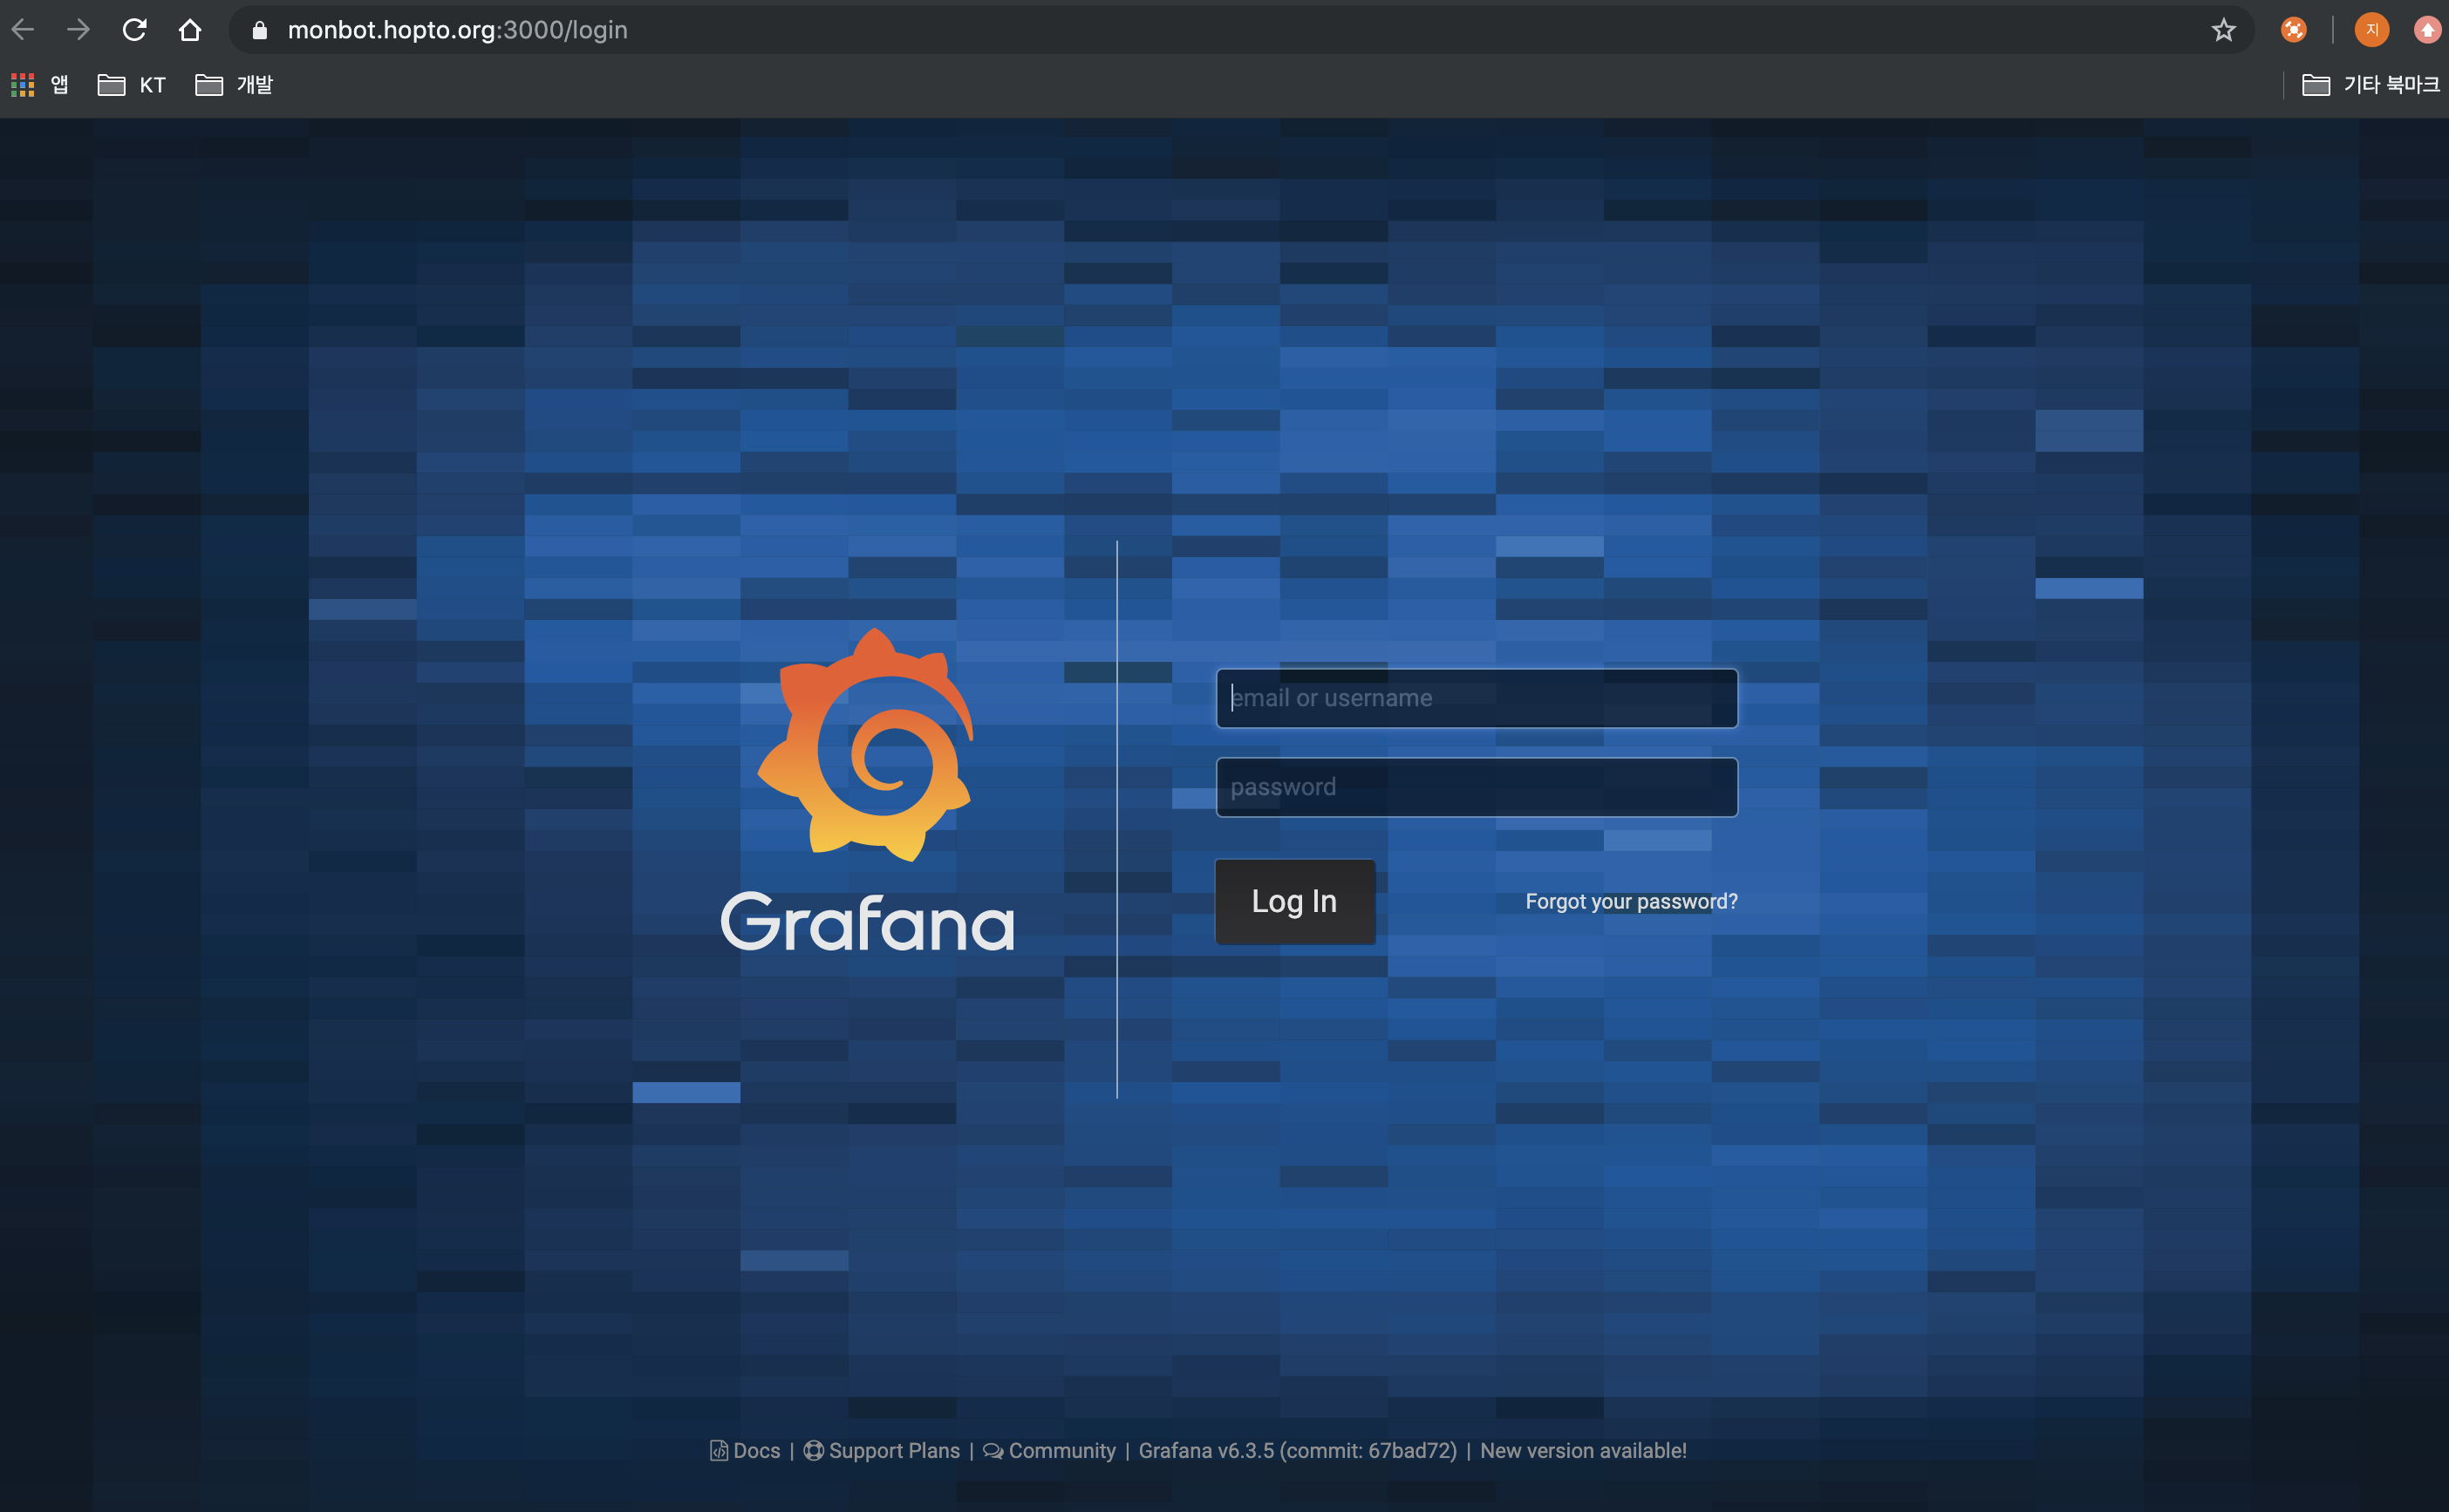 monbot.hopto.org:3000/login
지
앱 KT 개발 기타 북마크
email or username
password
Log In Forgot your password?
Grafana
Docs | Support Plans | Community | Grafana v6.3.5 (commit: 67bad72) | New version available!